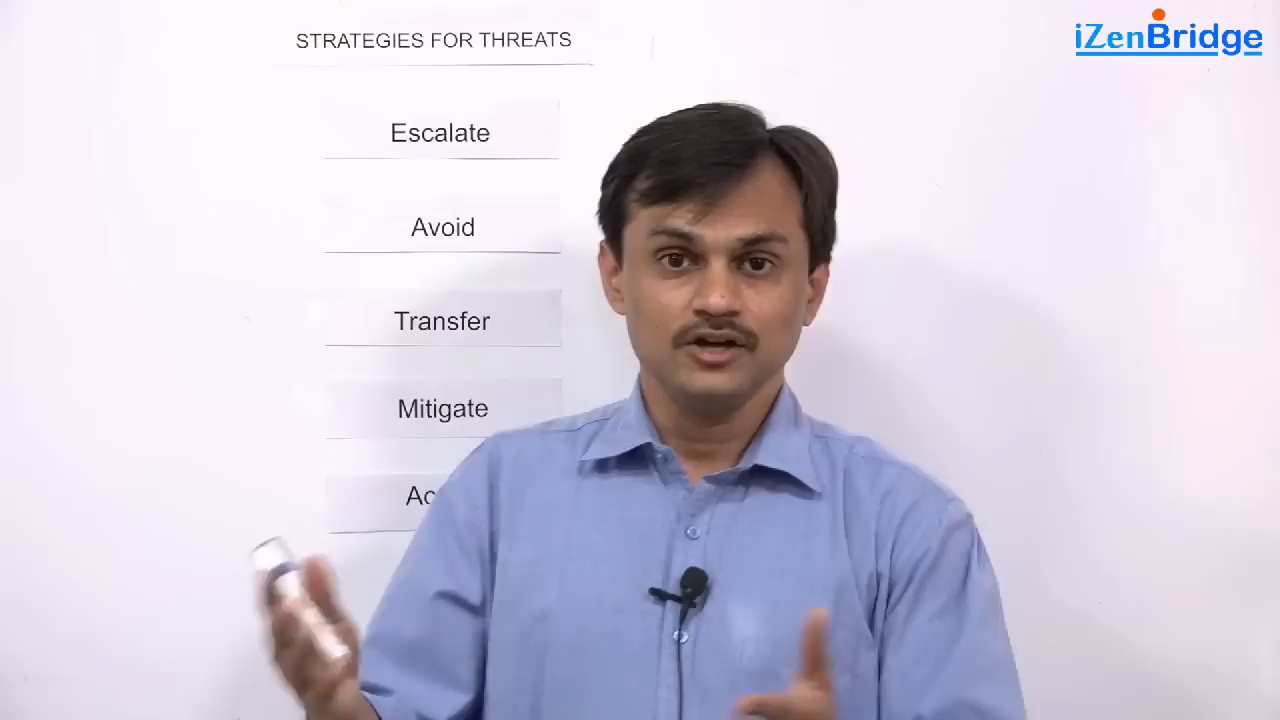 STRATEGIES FOR THREATS
iZenBridge
Escalate
Avoid
Transfer
Mitigate